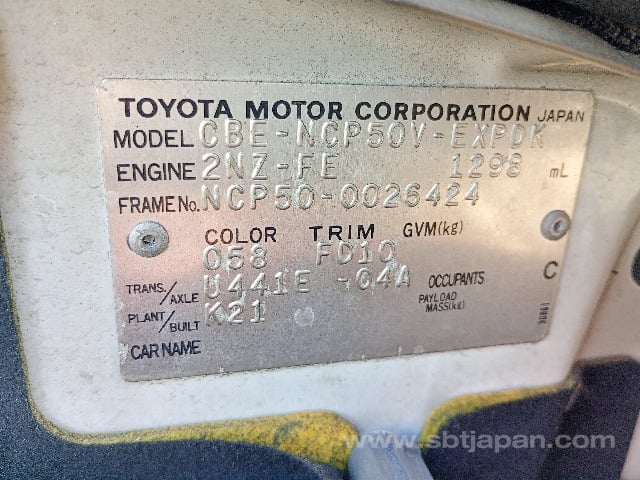 TOYOTA MOTOR CORPORATION JAPAN
MODEL CBE-NCP50V-EXPDK
ENGINE 2NZ-FE 1298 mL
FRAME No. NCP50-0026424
COLOR TRIM GVM(kg)
058 FD10
TRANS./AXLE U441E -04A OCCUPANTS C
PLANT/BUILT K21 PAYLOAD MASS(kg)
CAR NAME
www.sbtjapan.com